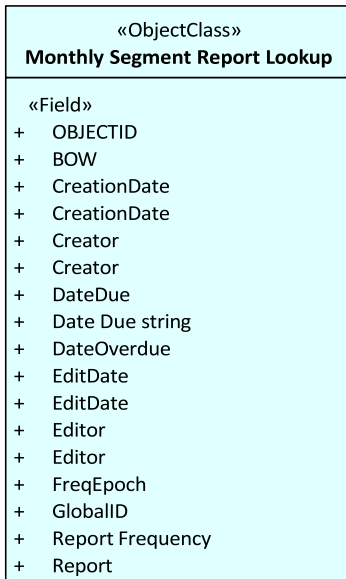 «ObjectClass»
Monthly Segment Report Lookup
«Field»
+ OBJECTID
+ BOW
+ CreationDate
+ CreationDate
+ Creator
+ Creator
+ DateDue
+ Date Due string
+ DateOverdue
+ EditDate
+ EditDate
+ Editor
+ Editor
+ FreqEpoch
+ GlobalID
+ Report Frequency
+ Report